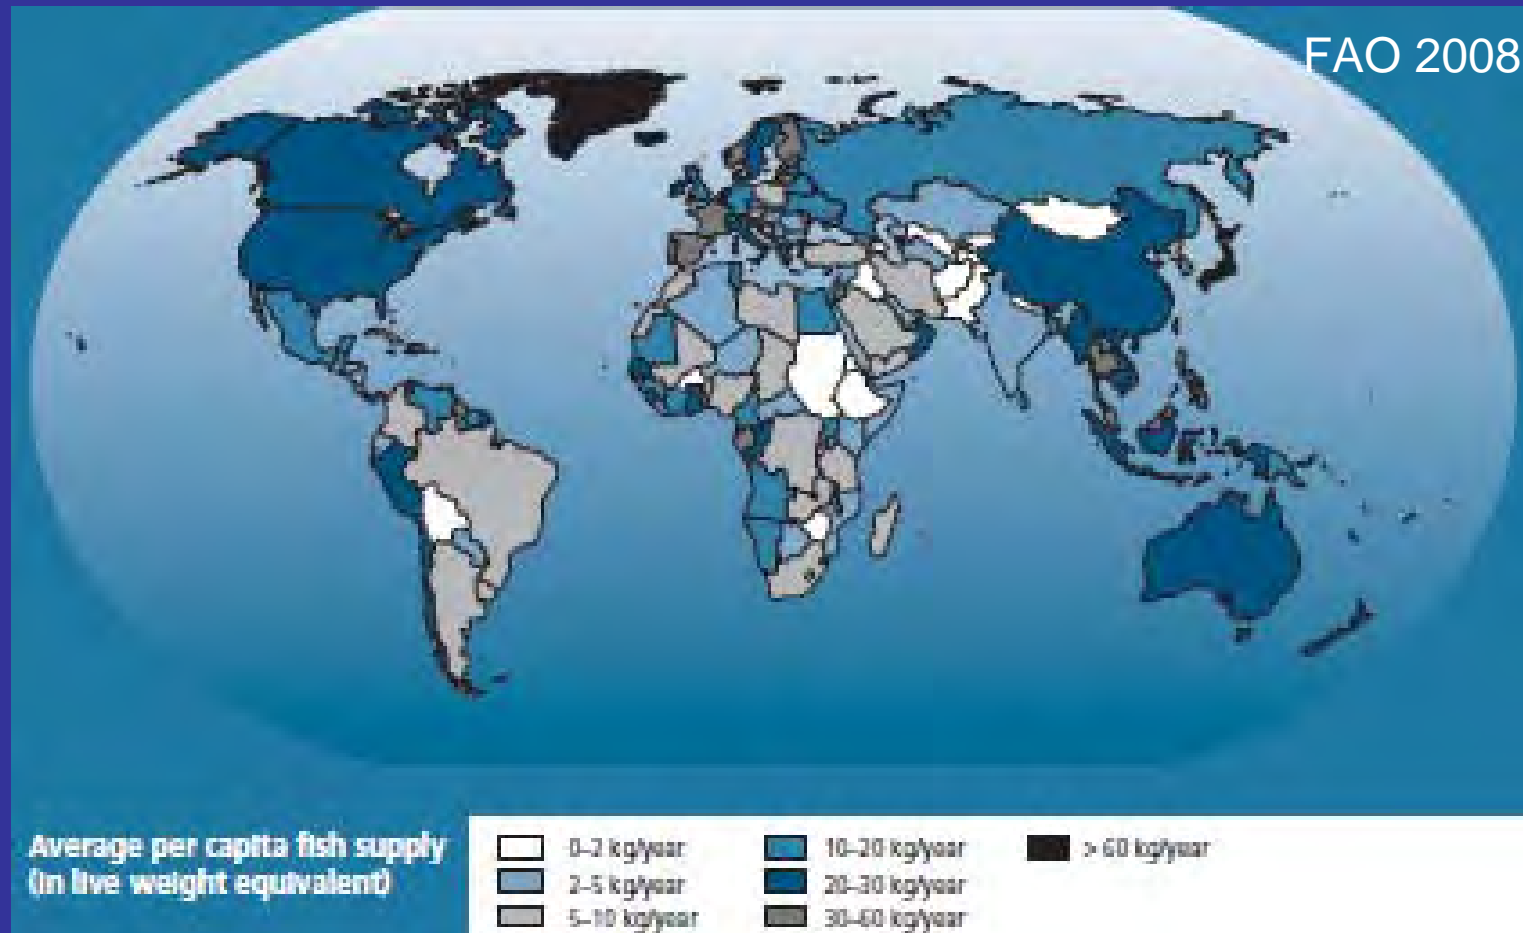 FAO 2008
Average per capita fish supply
(in live weight equivalent)
0–2 kg/year
2–5 kg/year
5–10 kg/year
10–20 kg/year
20–30 kg/year
30–60 kg/year
> 60 kg/year